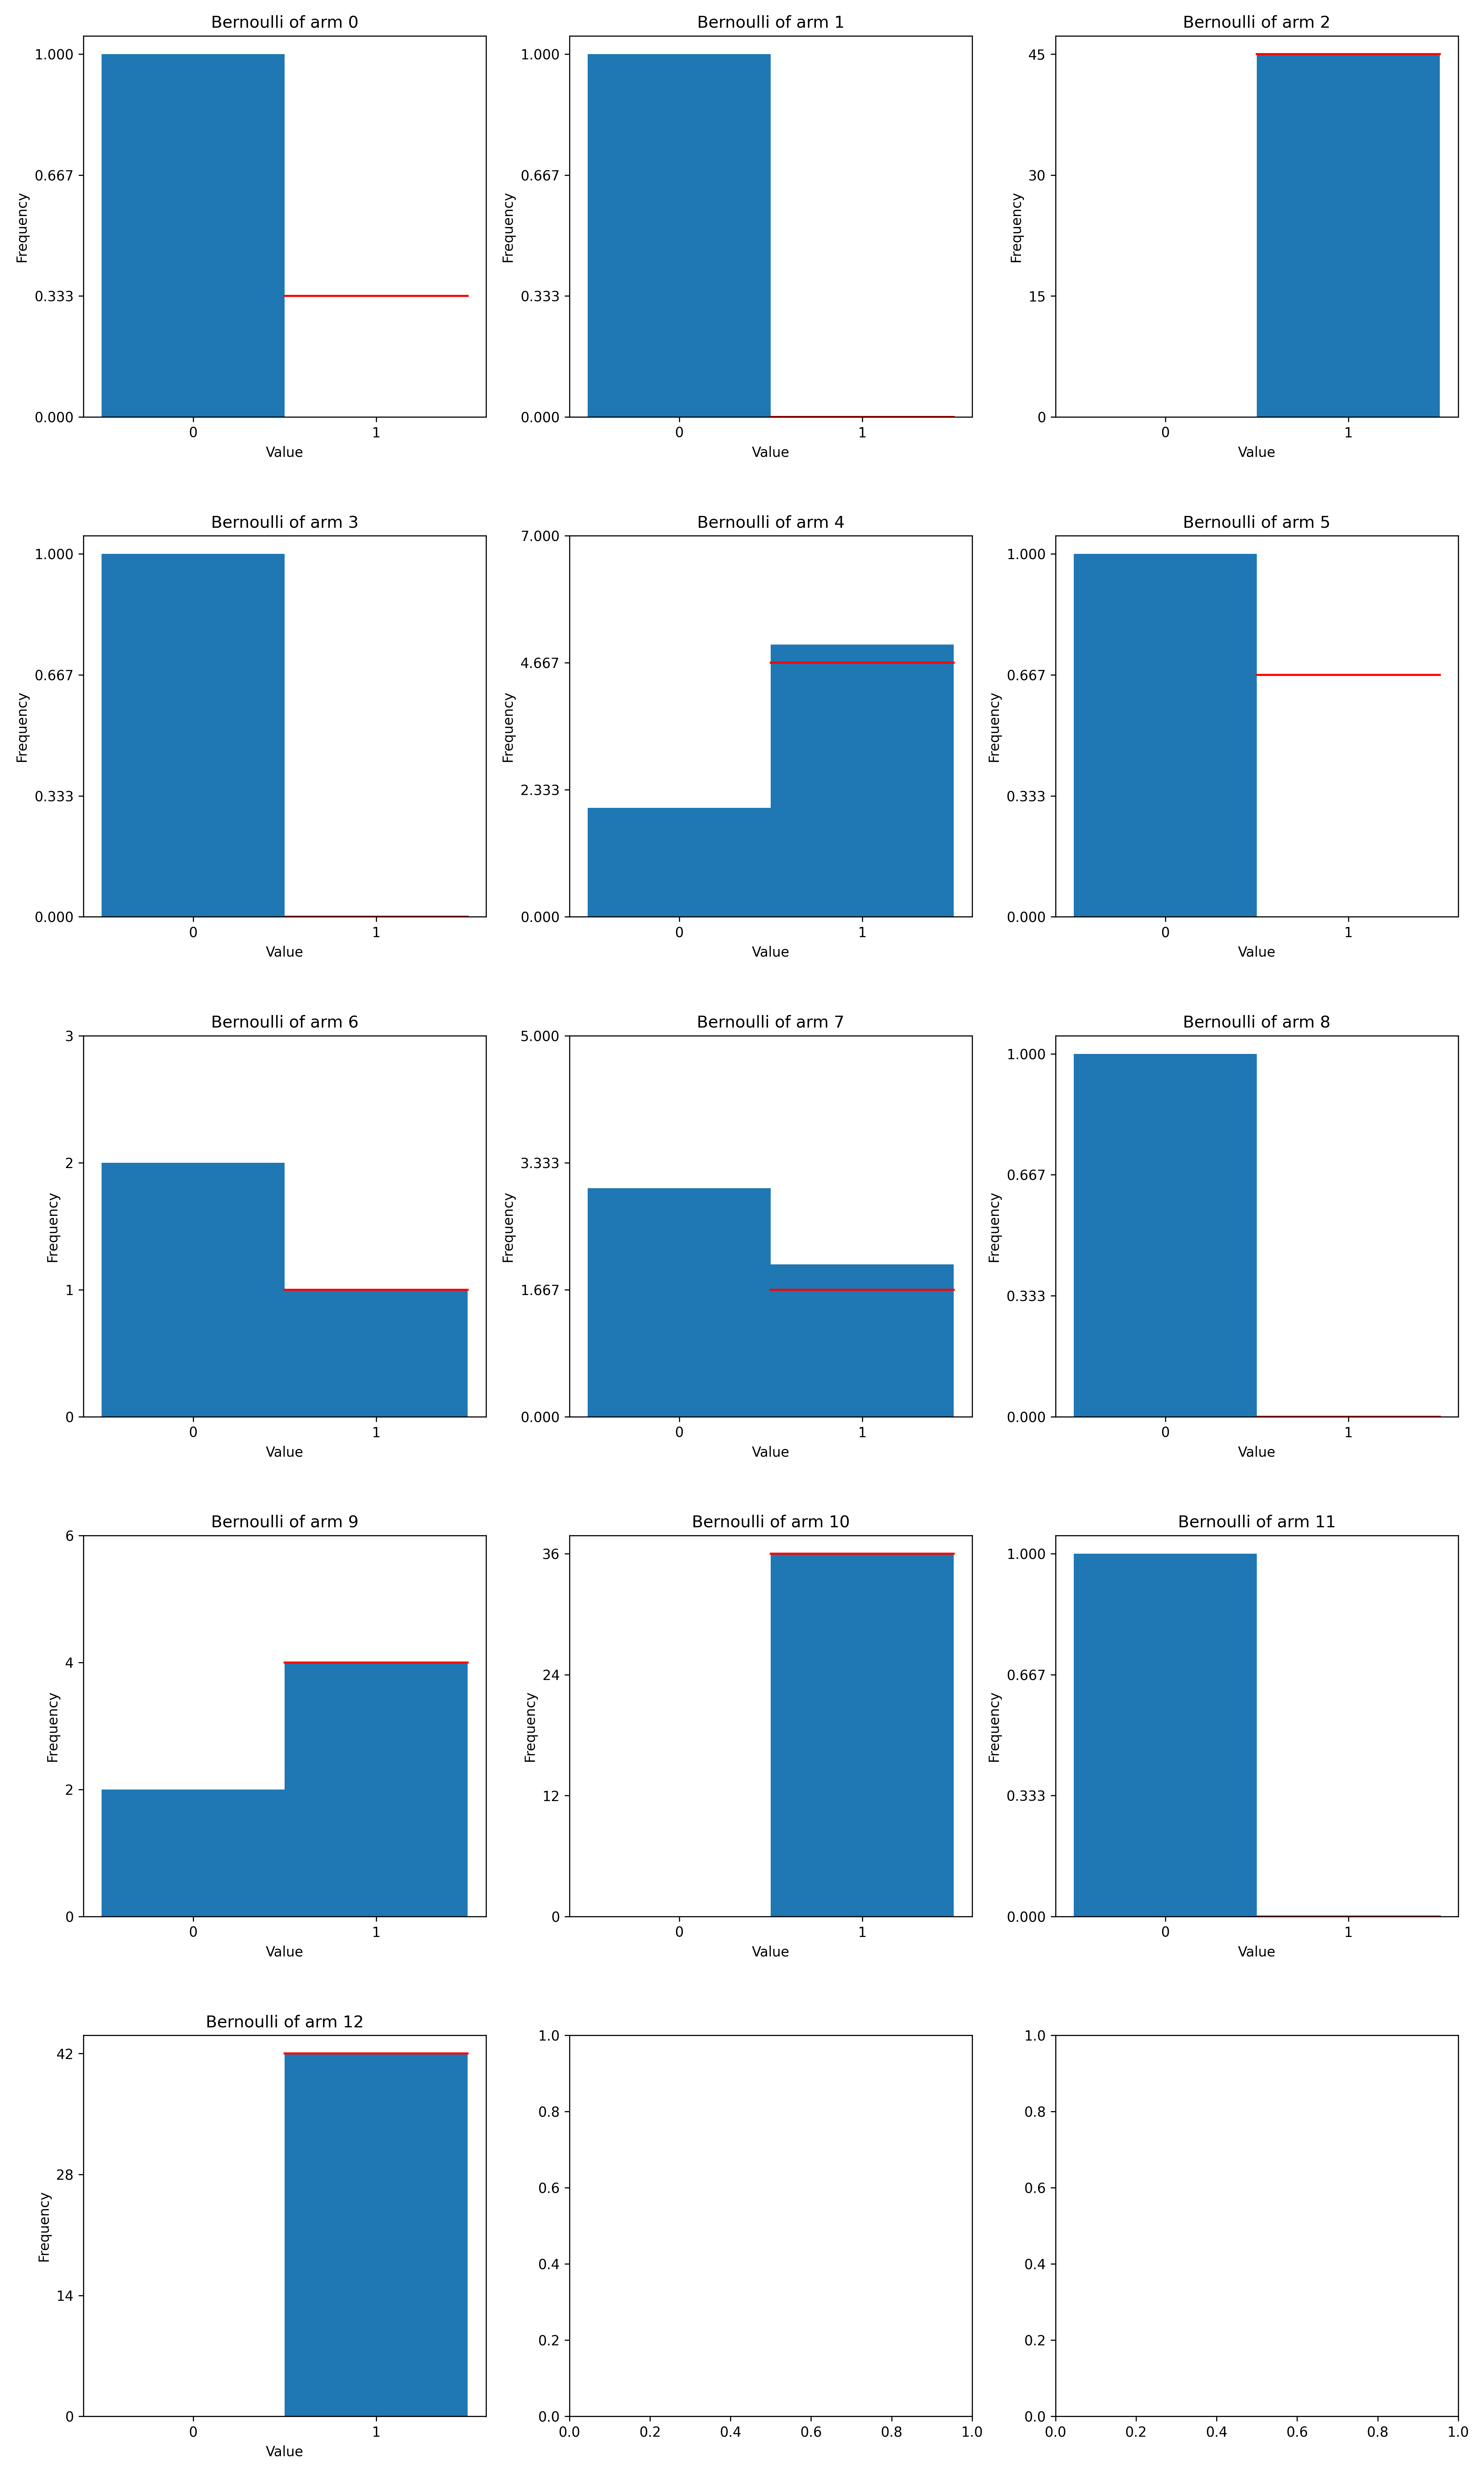 Bernoulli of arm 0
Frequency
1.000
0.667
0.333
0.000
0 1
Value
Bernoulli of arm 1
Frequency
1.000
0.667
0.333
0.000
0 1
Value
Bernoulli of arm 2
Frequency
45
30
15
0
0 1
Value
Bernoulli of arm 3
Frequency
1.000
0.667
0.333
0.000
0 1
Value
Bernoulli of arm 4
Frequency
7.000
4.667
2.333
0.000
0 1
Value
Bernoulli of arm 5
Frequency
1.000
0.667
0.333
0.000
0 1
Value
Bernoulli of arm 6
Frequency
3
2
1
0
0 1
Value
Bernoulli of arm 7
Frequency
5.000
3.333
1.667
0.000
0 1
Value
Bernoulli of arm 8
Frequency
1.000
0.667
0.333
0.000
0 1
Value
Bernoulli of arm 9
Frequency
6
4
2
0
0 1
Value
Bernoulli of arm 10
Frequency
36
24
12
0
0 1
Value
Bernoulli of arm 11
Frequency
1.000
0.667
0.333
0.000
0 1
Value
Bernoulli of arm 12
Frequency
42
28
14
0
0 1
Value
1.0
0.8
0.6
0.4
0.2
0.0
0.0 0.2 0.4 0.6 0.8 1.0
1.0
0.8
0.6
0.4
0.2
0.0
0.0 0.2 0.4 0.6 0.8 1.0